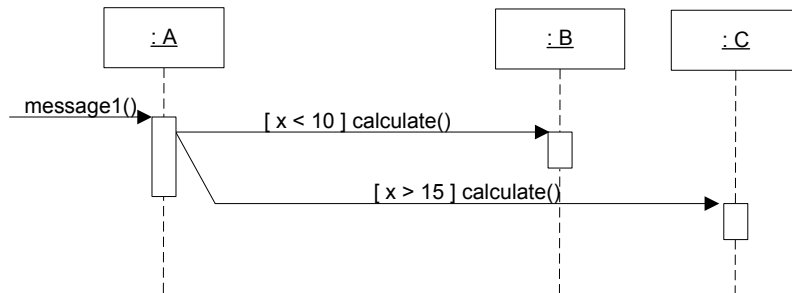 : A
: B
: C
message1()
[ x < 10 ] calculate()
[ x > 15 ] calculate()